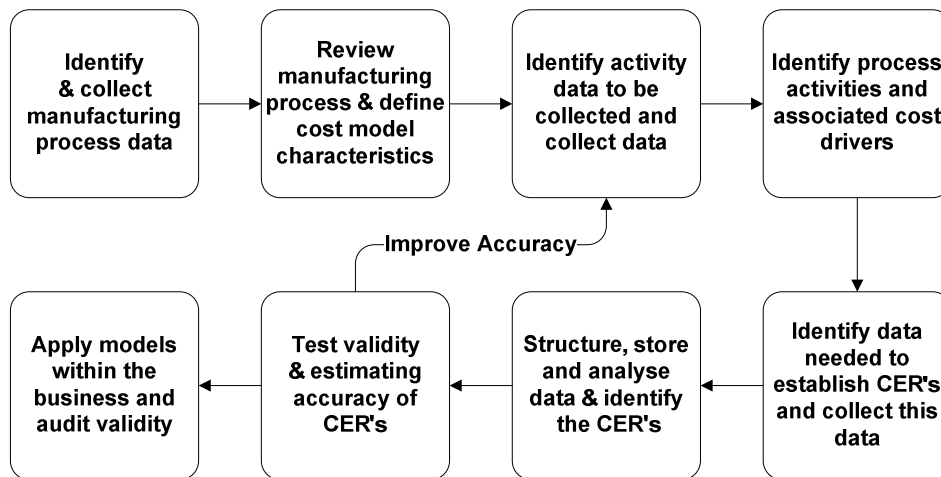 Identify
& collect
manufacturing
process data
Review
manufacturing
process & define
cost model
characteristics
Identify activity
data to be
collected and
collect data
Identify process
activities and
associated cost
drivers
Improve Accuracy
Apply models
within the
business and
audit validity
Test validity
& estimating
accuracy of
CER's
Structure, store
and analyse
data & identify
the CER's
Identify data
needed to
establish CER's
and collect this
data